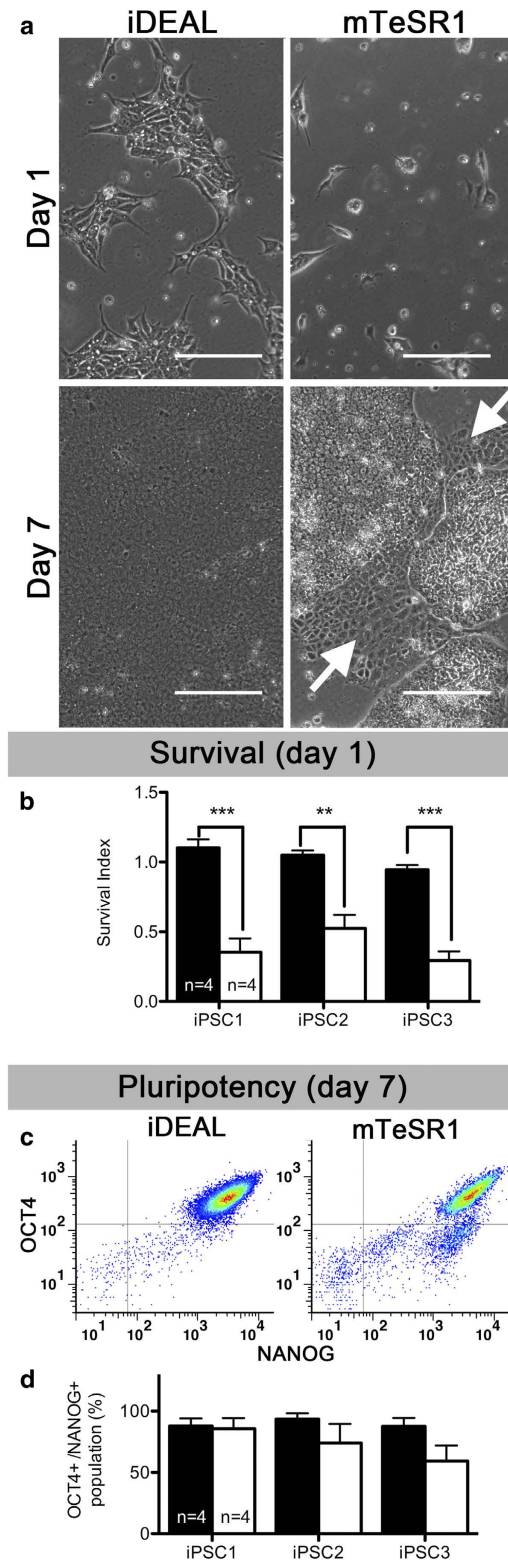 a
iDEAL mTeSR1
Day 1
Day 7
Survival (day 1)
b
Survival Index
1.5
1.0
0.5
0.0
*** ** ***
n=4 n=4
iPSC1 iPSC2 iPSC3
Pluripotency (day 7)
c
iDEAL mTeSR1
OCT4
10³ 10³
10² 10²
10¹ 10¹
10¹ 10² 10³ 10⁴ 10¹ 10² 10³ 10⁴
NANOG
d
OCT4+ /NANOG+
population (%)
100
50
0
n=4 n=4
iPSC1 iPSC2 iPSC3